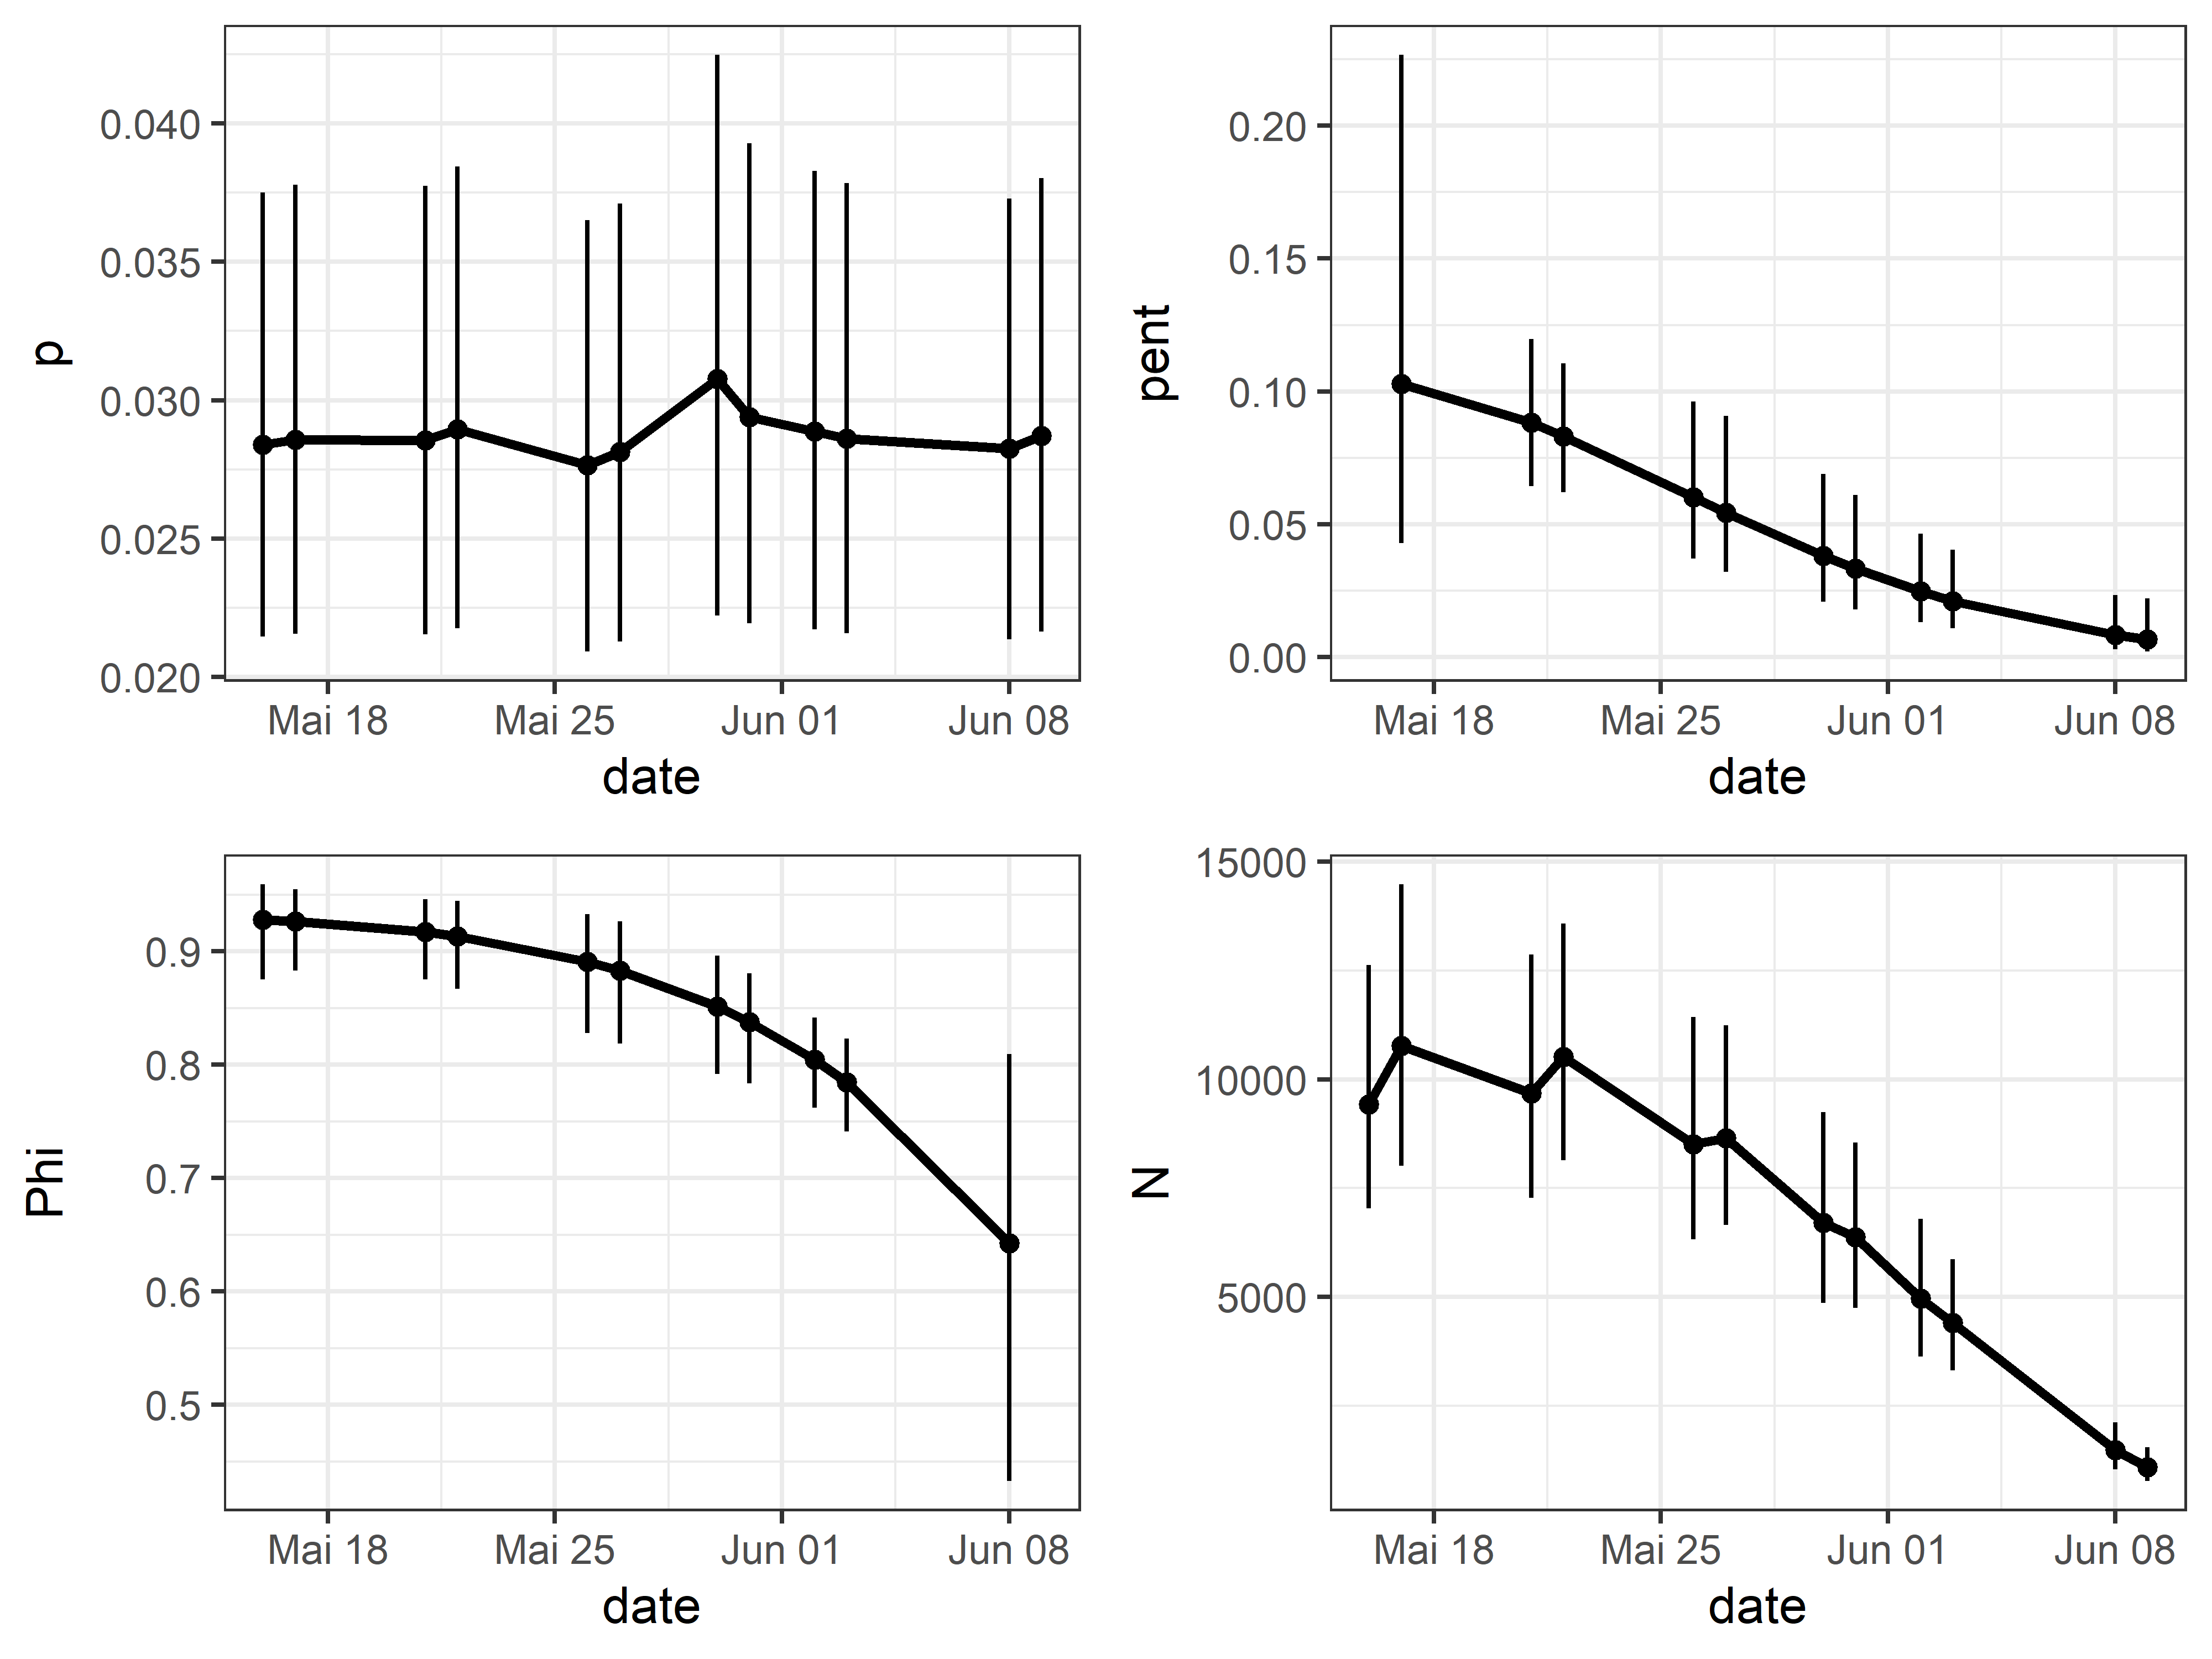 0.040
0.035
0.030
0.025
0.020
p
Mai 18 Mai 25 Jun 01 Jun 08
date
0.20
0.15
0.10
0.05
0.00
pent
Mai 18 Mai 25 Jun 01 Jun 08
date
0.9
0.8
0.7
0.6
0.5
Phi
Mai 18 Mai 25 Jun 01 Jun 08
date
15000
10000
5000
N
Mai 18 Mai 25 Jun 01 Jun 08
date